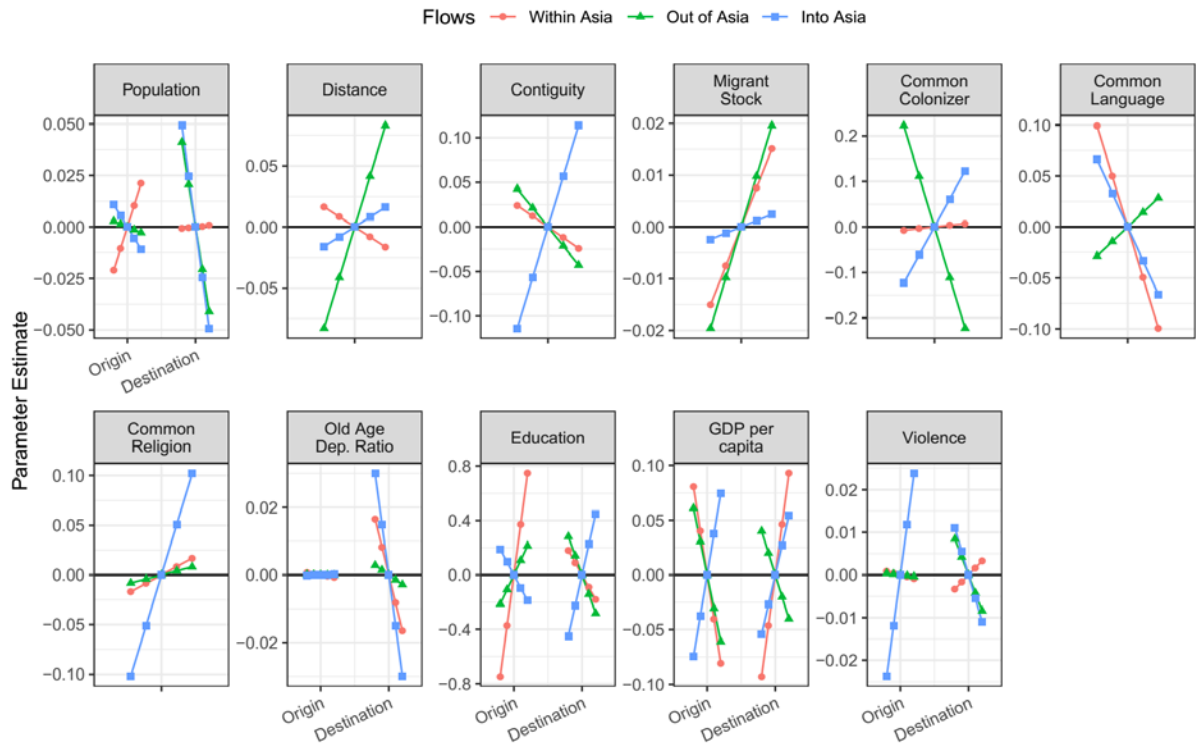 Flows Within Asia Out of Asia Into Asia
Parameter Estimate
Population
0.050
0.025
0.000
−0.025
−0.050
Origin
Destination
Distance
0.05
0.00
−0.05
Contiguity
0.10
0.05
0.00
−0.05
−0.10
Migrant
Stock
0.02
0.01
0.00
−0.01
−0.02
Common
Colonizer
0.2
0.1
0.0
−0.1
−0.2
Common
Language
0.10
0.05
0.00
−0.05
−0.10
Common
Religion
0.10
0.05
0.00
−0.05
−0.10
Old Age
Dep. Ratio
0.02
0.00
−0.02
Origin
Destination
Education
0.8
0.4
0.0
−0.4
−0.8
Origin
Destination
GDP per
capita
0.10
0.05
0.00
−0.05
−0.10
Origin
Destination
Violence
0.02
0.01
0.00
−0.01
−0.02
Origin
Destination